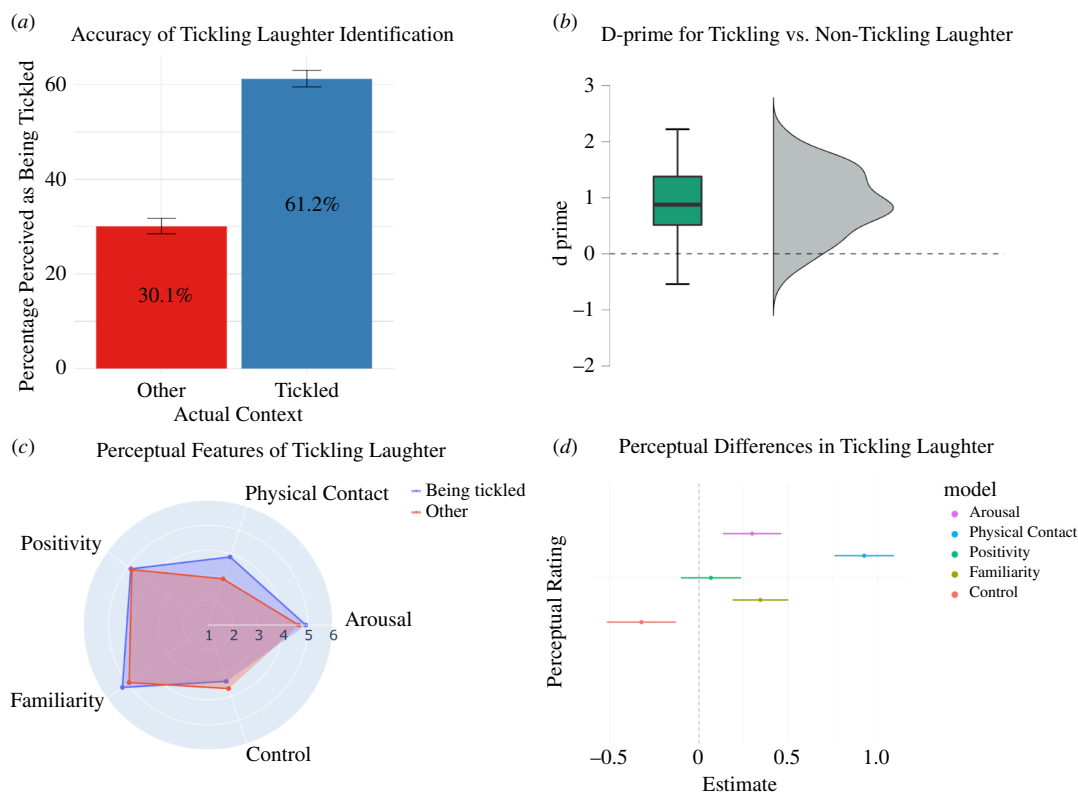 (a)
Accuracy of Tickling Laughter Identification
Percentage Perceived as Being Tickled
60
20
0
30.1%
61.2%
Other
Tickled
Actual Context
(b)
D-prime for Tickling vs. Non-Tickling Laughter
d prime
3
2
1
0
–1
–2
(c)
Perceptual Features of Tickling Laughter
Being tickled
Other
Physical Contact
Positivity
Arousal
1 2 3 4 5 6
Familiarity
Control
(d)
Perceptual Differences in Tickling Laughter
Perceptual Rating
model
Arousal
Physical Contact
Positivity
Familiarity
Control
–0.5 0 0.5 1.0
Estimate